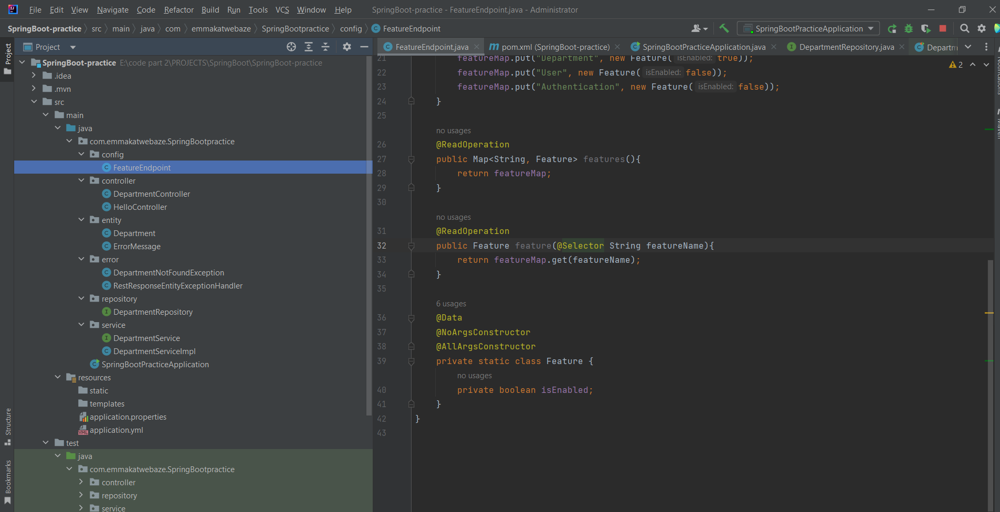 File Edit View Navigate Code Refactor Build Run Tools VCS Window Help SpringBoot-practice - FeatureEndpoint.java - Administrator
SpringBoot-practice src main java com emmakatwebaze SpringBootpractice config FeatureEndpoint SpringBootPracticeApplication
Project
FeatureEndpoint.java pom.xml (SpringBoot-practice) SpringBootPracticeApplication.java DepartmentRepository.java Departm
Project
SpringBoot-practice E:\code part 2\PROJECTS\SpringBoot\SpringBoot-practice
.idea
.mvn
src
main
java
com.emmakatwebaze.SpringBootpractice
config
FeatureEndpoint
controller
DepartmentController
HelloController
entity
Department
ErrorMessage
error
DepartmentNotFoundException
RestResponseEntityExceptionHandler
repository
DepartmentRepository
service
DepartmentService
DepartmentServiceImpl
SpringBootPracticeApplication
resources
static
templates
application.properties
application.yml
test
java
com.emmakatwebaze.SpringBootpractice
controller
repository
service
Structure
Bookmarks
21 featureMap.put("Department", new Feature( isEnabled: true));
22 featureMap.put("User", new Feature( isEnabled: false));
23 featureMap.put("Authentication", new Feature( isEnabled: false));
24 }
25
no usages
26 @ReadOperation
27 public Map<String, Feature> features(){
28 return featureMap;
29 }
30
no usages
31 @ReadOperation
32 public Feature feature(@Selector String featureName){
33 return featureMap.get(featureName);
34 }
35
6 usages
36 @Data
37 @NoArgsConstructor
38 @AllArgsConstructor
39 private static class Feature {
no usages
40 private boolean isEnabled;
41 }
42 }
43
2